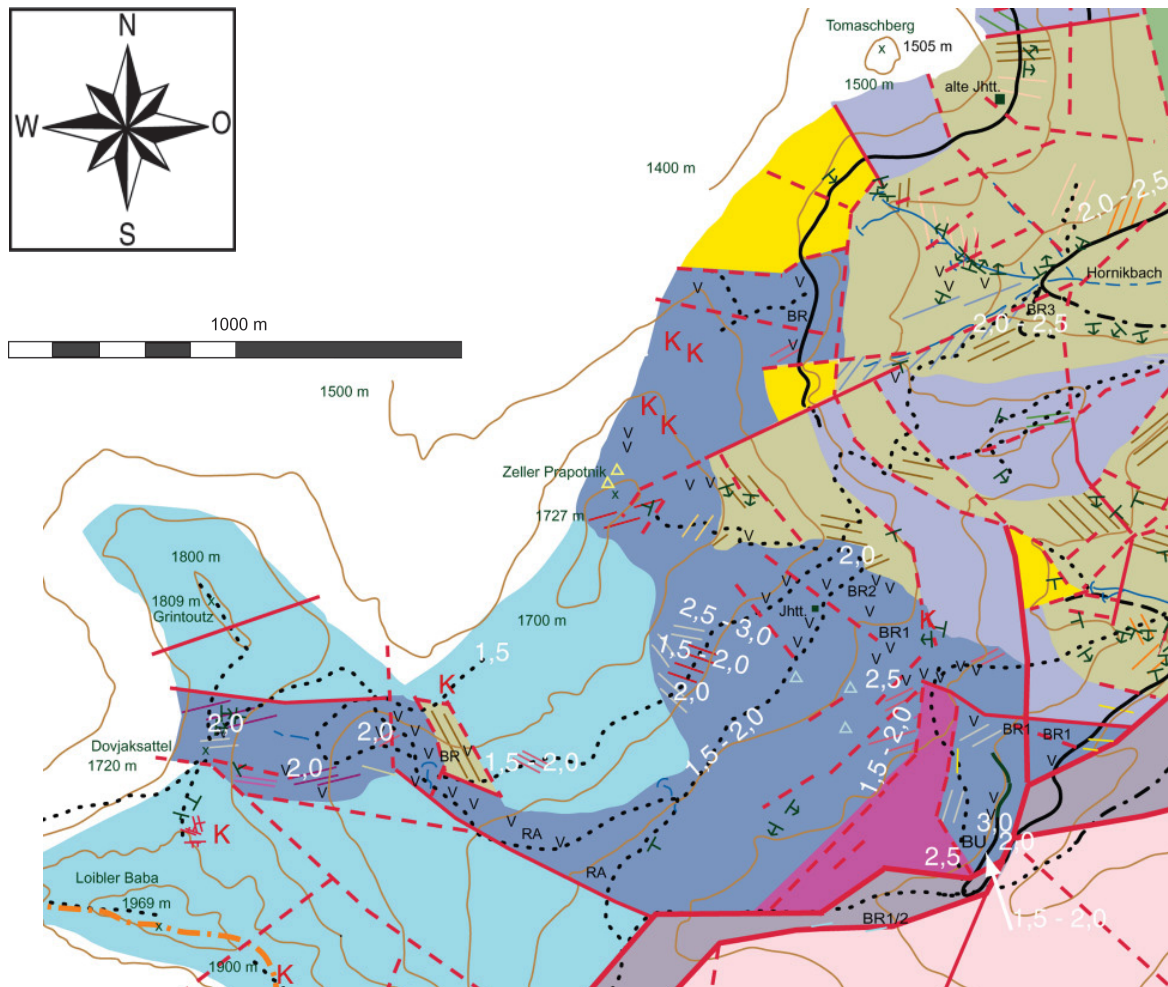 N
W
O
S
Tomaschberg
x
1505 m
1500 m
alte Jhtt.
1400 m
2,0 - 2,5
Hornikbach
V
V
V
V
V
BR3
1000 m
BR
2,0 - 2,5
K
K
V
1500 m
K
K
V
V
Zeller Prapotnik
x
V V
V
1727 m
V
V
V
1800 m
2,0
1809 m x
Grintoutz
1700 m
2,5 - 3,0
Jhtt.
V V
BR2
V V
V
V
K
1,5
1,5 - 2,0
BR1
V V
V
K
2,0
2,5
V V V V V
2,0
2,0
V
V
BR
V
1,5 - 2,0
1,5 - 2,0
1,5 - 2,0
V
BR1
BR1
Dovjaksattel
x
1720 m
2,0
V
V
V
V
K
RA
V
V
V
3,0
V
BU
2,0
Loibler Baba
RA
2,5
1969 m
x
BR1/2
1,5 - 2,0
1900 m
K